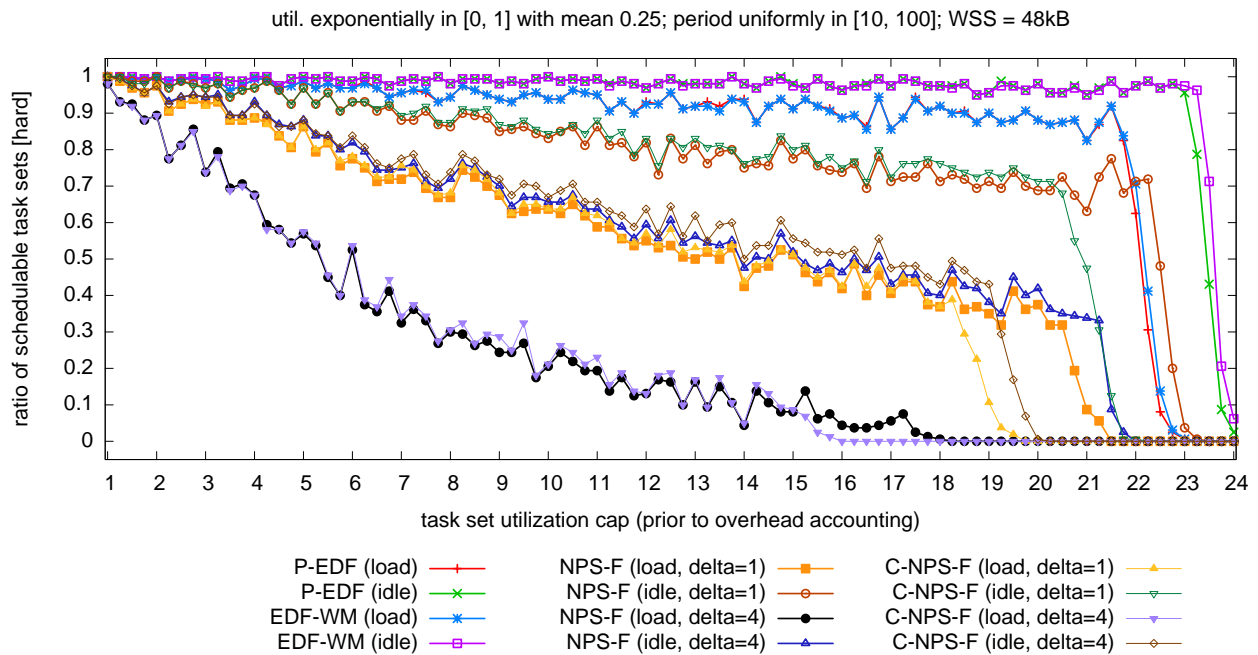 util. exponentially in [0, 1] with mean 0.25; period uniformly in [10, 100]; WSS = 48kB
ratio of schedulable task sets [hard]
1
0.9
0.8
0.7
0.6
0.5
0.4
0.3
0.2
0.1
0
1 2 3 4 5 6 7 8 9 10 11 12 13 14 15 16 17 18 19 20 21 22 23 24
task set utilization cap (prior to overhead accounting)
P-EDF (load) NPS-F (load, delta=1) C-NPS-F (load, delta=1)
P-EDF (idle) NPS-F (idle, delta=1) C-NPS-F (idle, delta=1)
EDF-WM (load) NPS-F (load, delta=4) C-NPS-F (load, delta=4)
EDF-WM (idle) NPS-F (idle, delta=4) C-NPS-F (idle, delta=4)